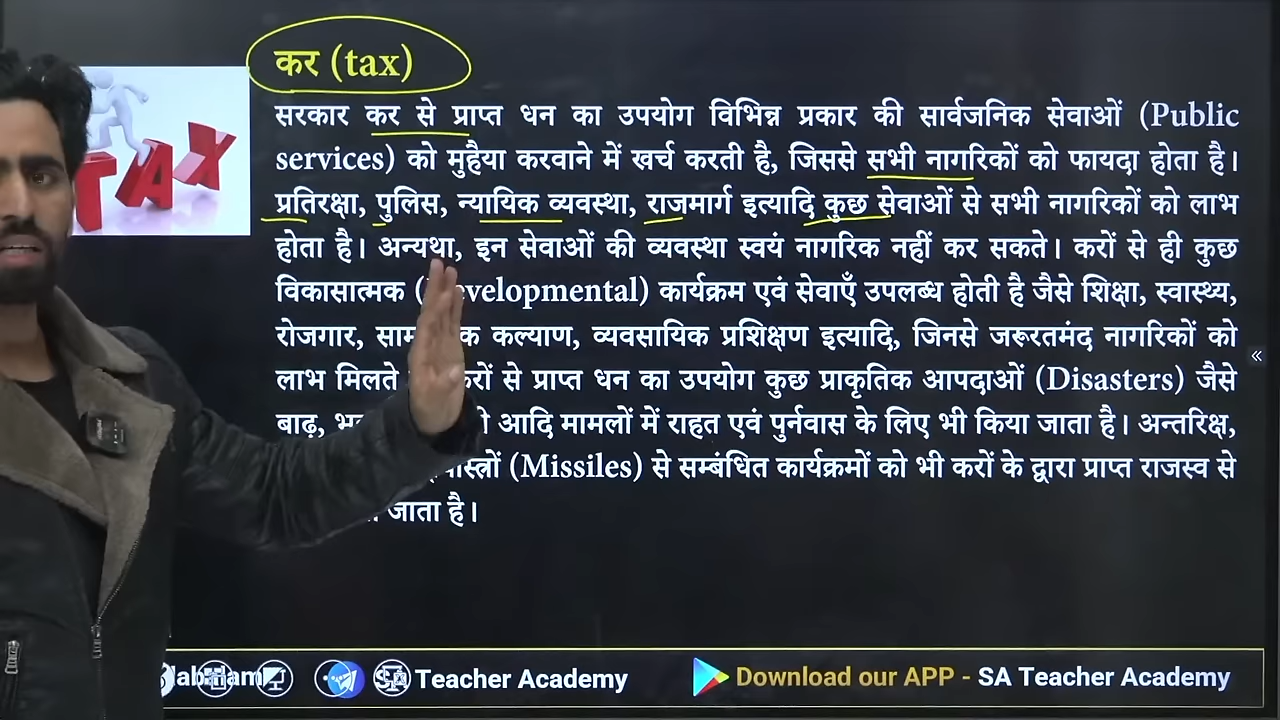 कर (tax)
TAX
सरकार कर से प्राप्त धन का उपयोग विभिन्न प्रकार की सार्वजनिक सेवाओं (Public
services) को मुहैया करवाने में खर्च करती है, जिससे सभी नागरिकों को फायदा होता है।
प्रतिरक्षा, पुलिस, न्यायिक व्यवस्था, राजमार्ग इत्यादि कुछ सेवाओं से सभी नागरिकों को लाभ
होता है। अन्यथा, इन सेवाओं की व्यवस्था स्वयं नागरिक नहीं कर सकते। करों से ही कुछ
विकासात्मक ( velopmental) कार्यक्रम एवं सेवाएँ उपलब्ध होती है जैसे शिक्षा, स्वास्थ्य,
रोजगार, कल्याण, व्यवसायिक प्रशिक्षण इत्यादि, जिनसे जरूरतमंद नागरिकों को
लाभ मिलते से प्राप्त धन का उपयोग कुछ प्राकृतिक आपदाओं (Disasters) जैसे
बाढ़, आदि मामलों में राहत एवं पुर्नवास के लिए भी किया जाता है। अन्तरिक्ष,
(Missiles) से सम्बंधित कार्यक्रमों को भी करों के द्वारा प्राप्त राजस्व से
जाता है।
Teacher Academy
Download our APP - SA Teacher Academy